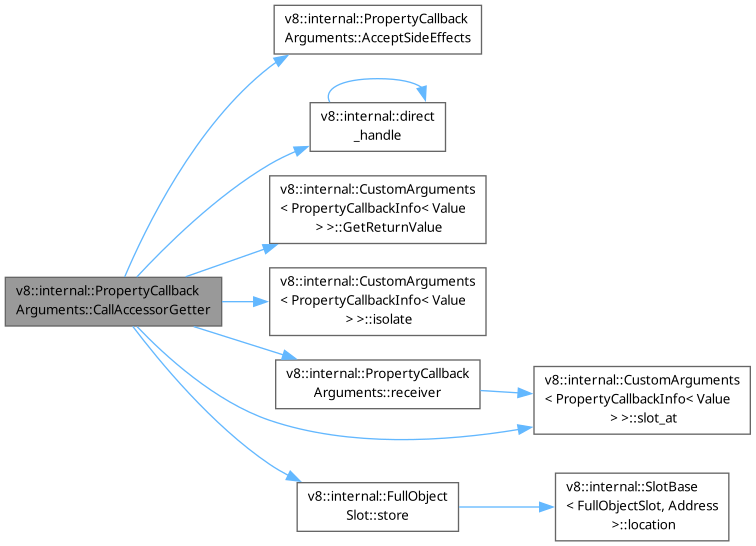 v8::internal::PropertyCallback
Arguments::AcceptSideEffects
v8::internal::direct
_handle
v8::internal::CustomArguments
< PropertyCallbackInfo< Value
> >::GetReturnValue
v8::internal::PropertyCallback
Arguments::CallAccessorGetter
v8::internal::CustomArguments
< PropertyCallbackInfo< Value
> >::isolate
v8::internal::PropertyCallback
Arguments::receiver
v8::internal::CustomArguments
< PropertyCallbackInfo< Value
> >::slot_at
v8::internal::FullObject
Slot::store
v8::internal::SlotBase
< FullObjectSlot, Address
>::location